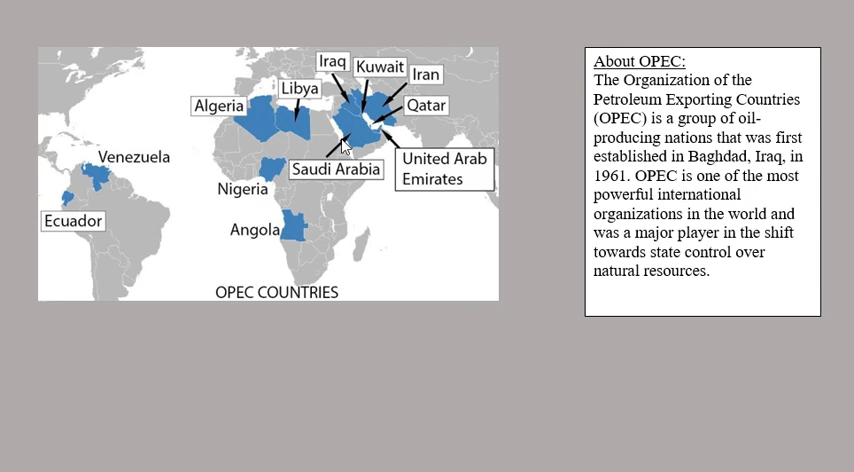 Iraq
Kuwait
Iran
Libya
Algeria
Qatar
Venezuela
Saudi Arabia
United Arab
Emirates
Nigeria
Ecuador
Angola
OPEC COUNTRIES
About OPEC:
The Organization of the
Petroleum Exporting Countries
(OPEC) is a group of oil-
producing nations that was first
established in Baghdad, Iraq, in
1961. OPEC is one of the most
powerful international
organizations in the world and
was a major player in the shift
towards state control over
natural resources.